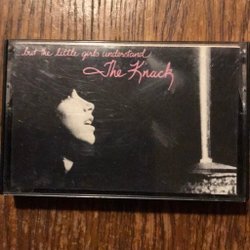 ...but the little girls understand
The Knack